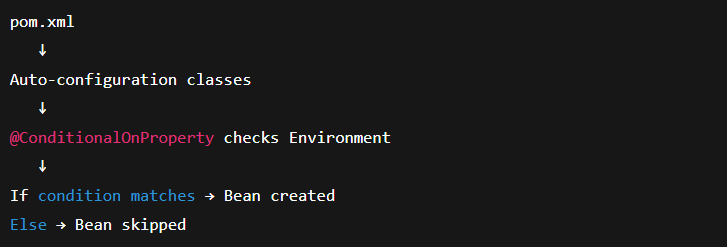 pom.xml
↓
Auto-configuration classes
↓
@ConditionalOnProperty checks Environment
↓
If condition matches → Bean created
Else → Bean skipped